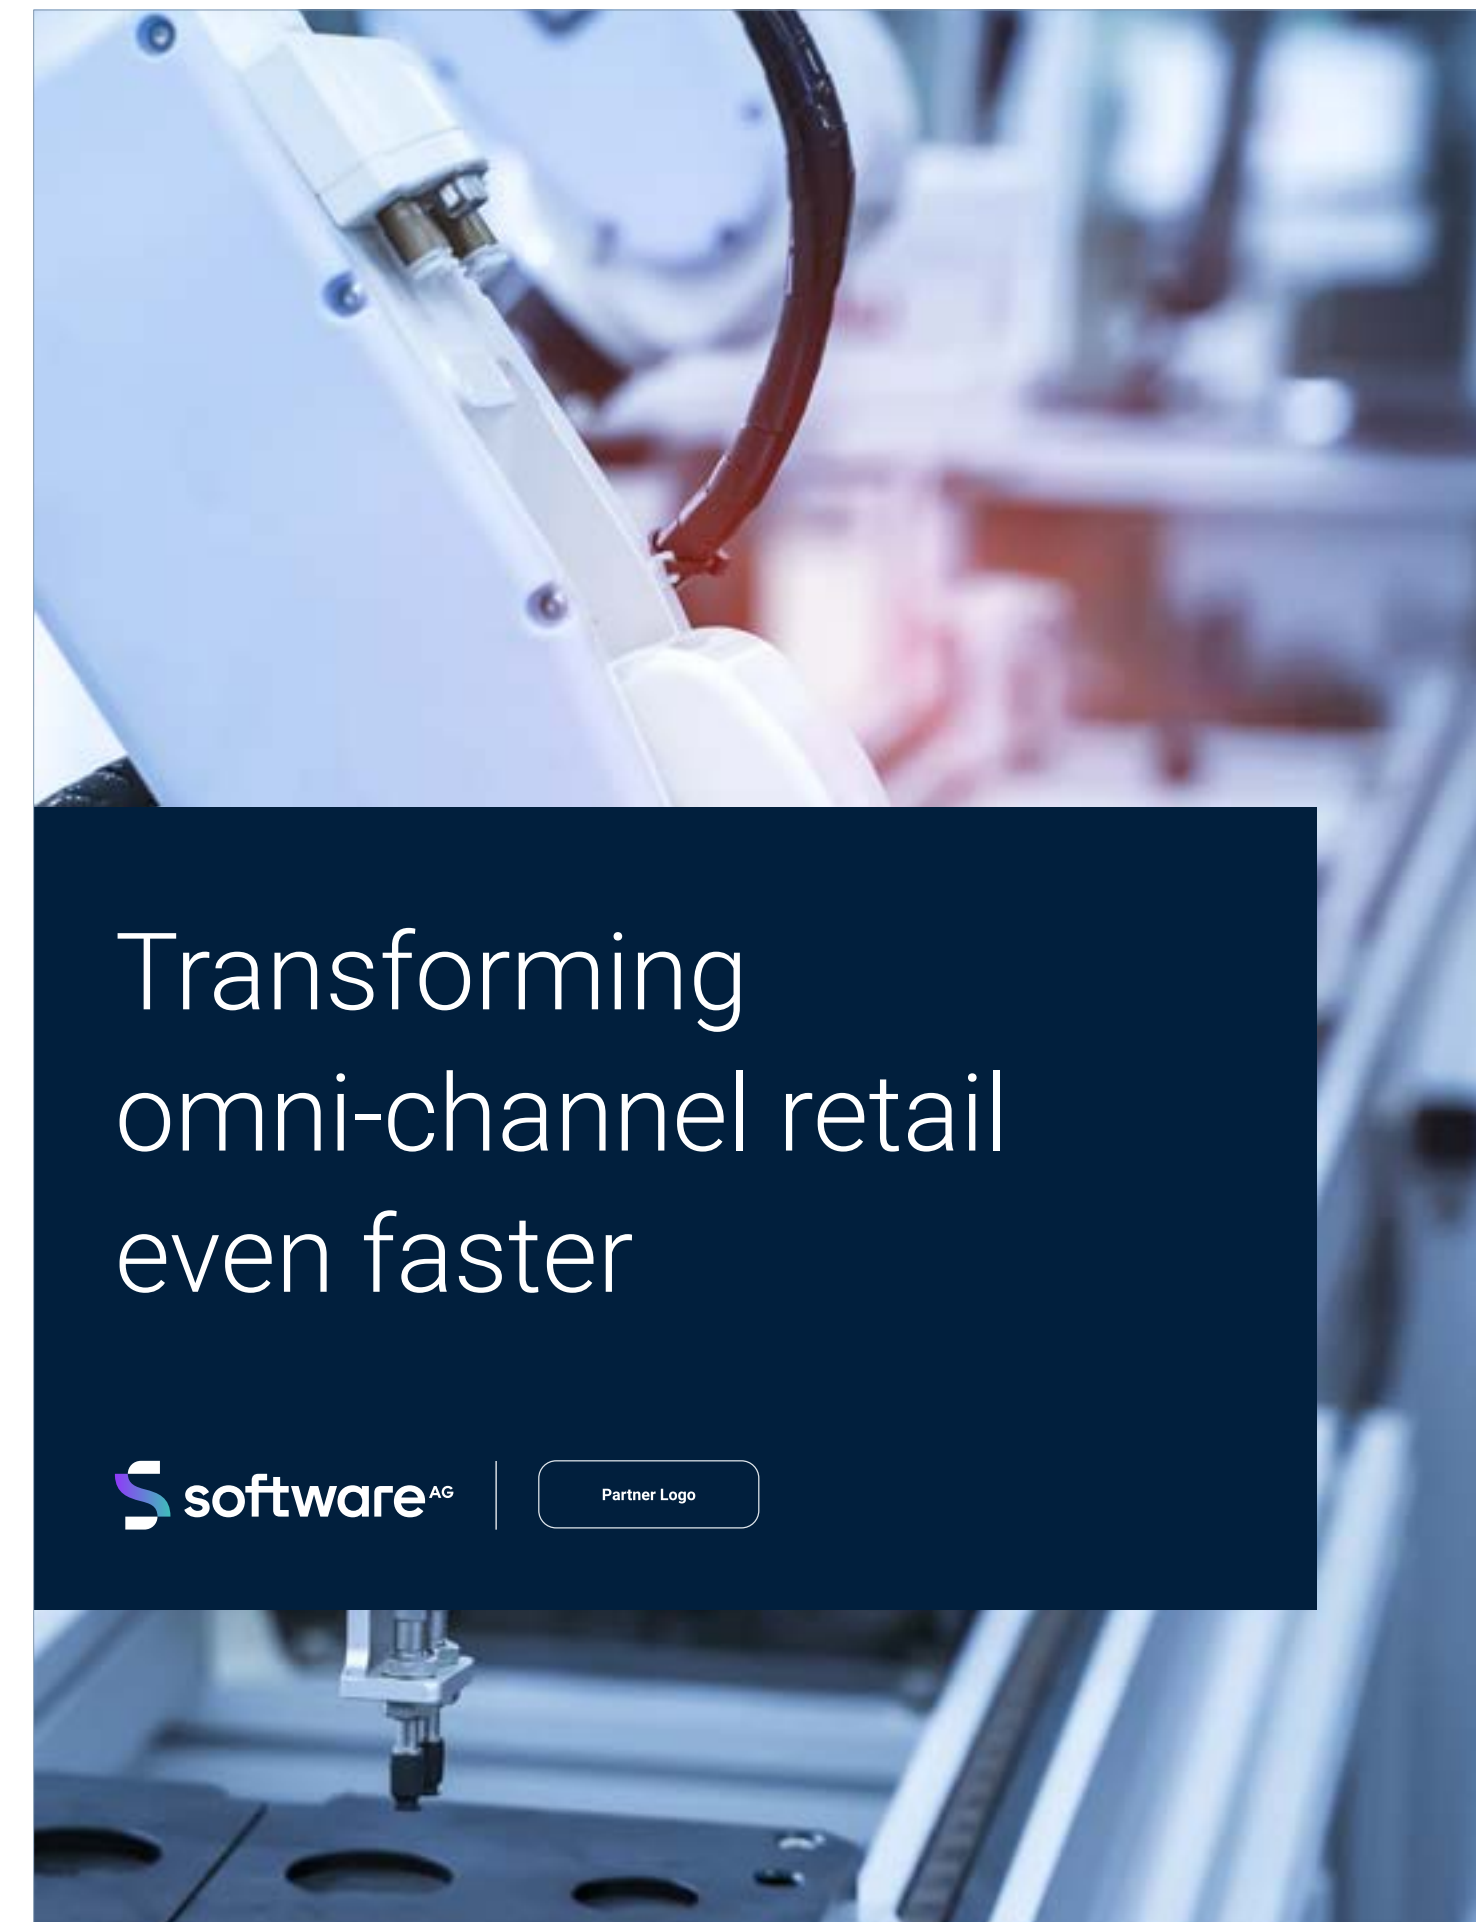 Transforming
omni-channel retail
even faster
software AG
Partner Logo